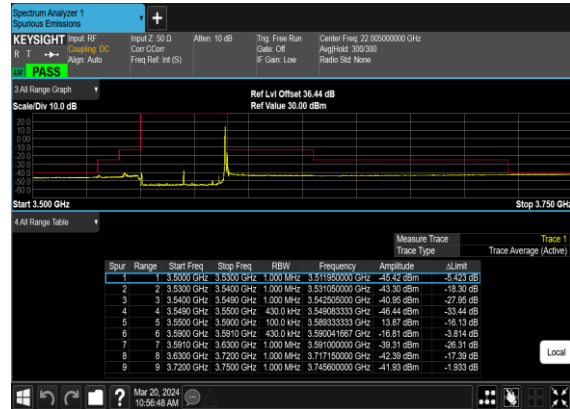 Spectrum Analyzer 1
Spurious Emissions
KEYSIGHT Input: RF Input Z: 50 Ω Atten: 10 dB Trig: Free Run Center Freq: 22.005000000 GHz
R T Coupling: DC Corr CCorr Gate: Off Avg|Hold: 300/300
Align: Auto Freq Ref: Int (S) IF Gain: Low Radio Std: None
PASS
3 All Range Graph
Ref Lvl Offset 36.44 dB
Scale/Div 10.0 dB Ref Value 30.00 dBm
20.0
10.0
0.00
-10.0
-20.0
-30.0
-40.0
-50.0
-60.0
Start 3.500 GHz Stop 3.750 GHz
4 All Range Table
Measure Trace Trace 1
Trace Type Trace Average (Active)
Spur Range Start Freq Stop Freq RBW Frequency Amplitude ΔLimit
1 1 3.5000 GHz 3.5300 GHz 1.000 MHz 3.511950000 GHz -45.42 dBm -5.423 dB
2 2 3.5300 GHz 3.5400 GHz 1.000 MHz 3.531050000 GHz -43.30 dBm -18.30 dB
3 3 3.5400 GHz 3.5490 GHz 1.000 MHz 3.542505000 GHz -40.95 dBm -27.95 dB
4 4 3.5490 GHz 3.5500 GHz 430.0 kHz 3.549083333 GHz -46.44 dBm -33.44 dB
5 5 3.5500 GHz 3.5900 GHz 100.0 kHz 3.589333333 GHz 13.87 dBm -16.13 dB
6 6 3.5900 GHz 3.5910 GHz 430.0 kHz 3.590041667 GHz -16.81 dBm -3.814 dB
7 7 3.5910 GHz 3.6300 GHz 1.000 MHz 3.591000000 GHz -39.31 dBm -26.31 dB
8 8 3.6300 GHz 3.7200 GHz 1.000 MHz 3.717150000 GHz -42.39 dBm -17.39 dB
9 9 3.7200 GHz 3.7500 GHz 1.000 MHz 3.745600000 GHz -41.93 dBm -1.933 dB
Local
Mar 20, 2024
10:56:48 AM